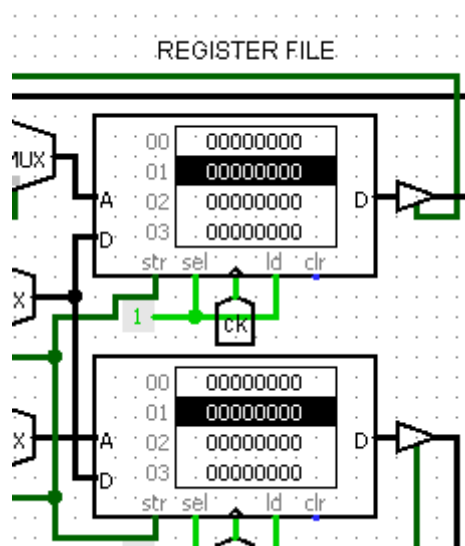 REGISTER FILE
MUX
00 00000000
01 00000000
A 02 00000000 D
D 03 00000000
str sel ld clr
X
1
ck
00 00000000
01 00000000
X
A 02 00000000 D
D 03 00000000
str sel ld clr